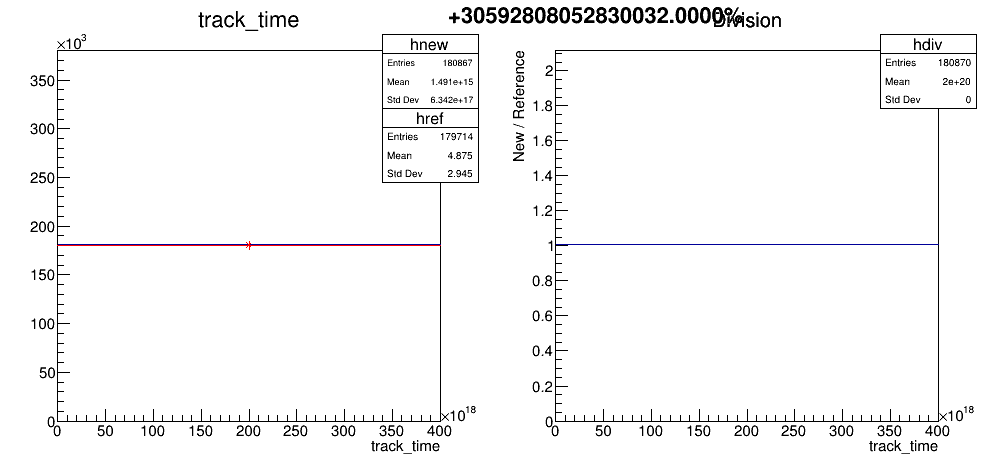 track_time
+30592808052830032.0000%
Division
×10³
hnew
Entries 180867
Mean 1.491e+15
Std Dev 6.342e+17
href
Entries 179714
Mean 4.875
Std Dev 2.945
350
300
250
200
150
100
50
0
0 50 100 150 200 250 300 350 400
×10¹⁸
track_time
hdiv
Entries 180870
Mean 2e+20
Std Dev 0
New / Reference
2
1.8
1.6
1.4
1.2
1
0.8
0.6
0.4
0.2
0
0 50 100 150 200 250 300 350 400
×10¹⁸
track_time